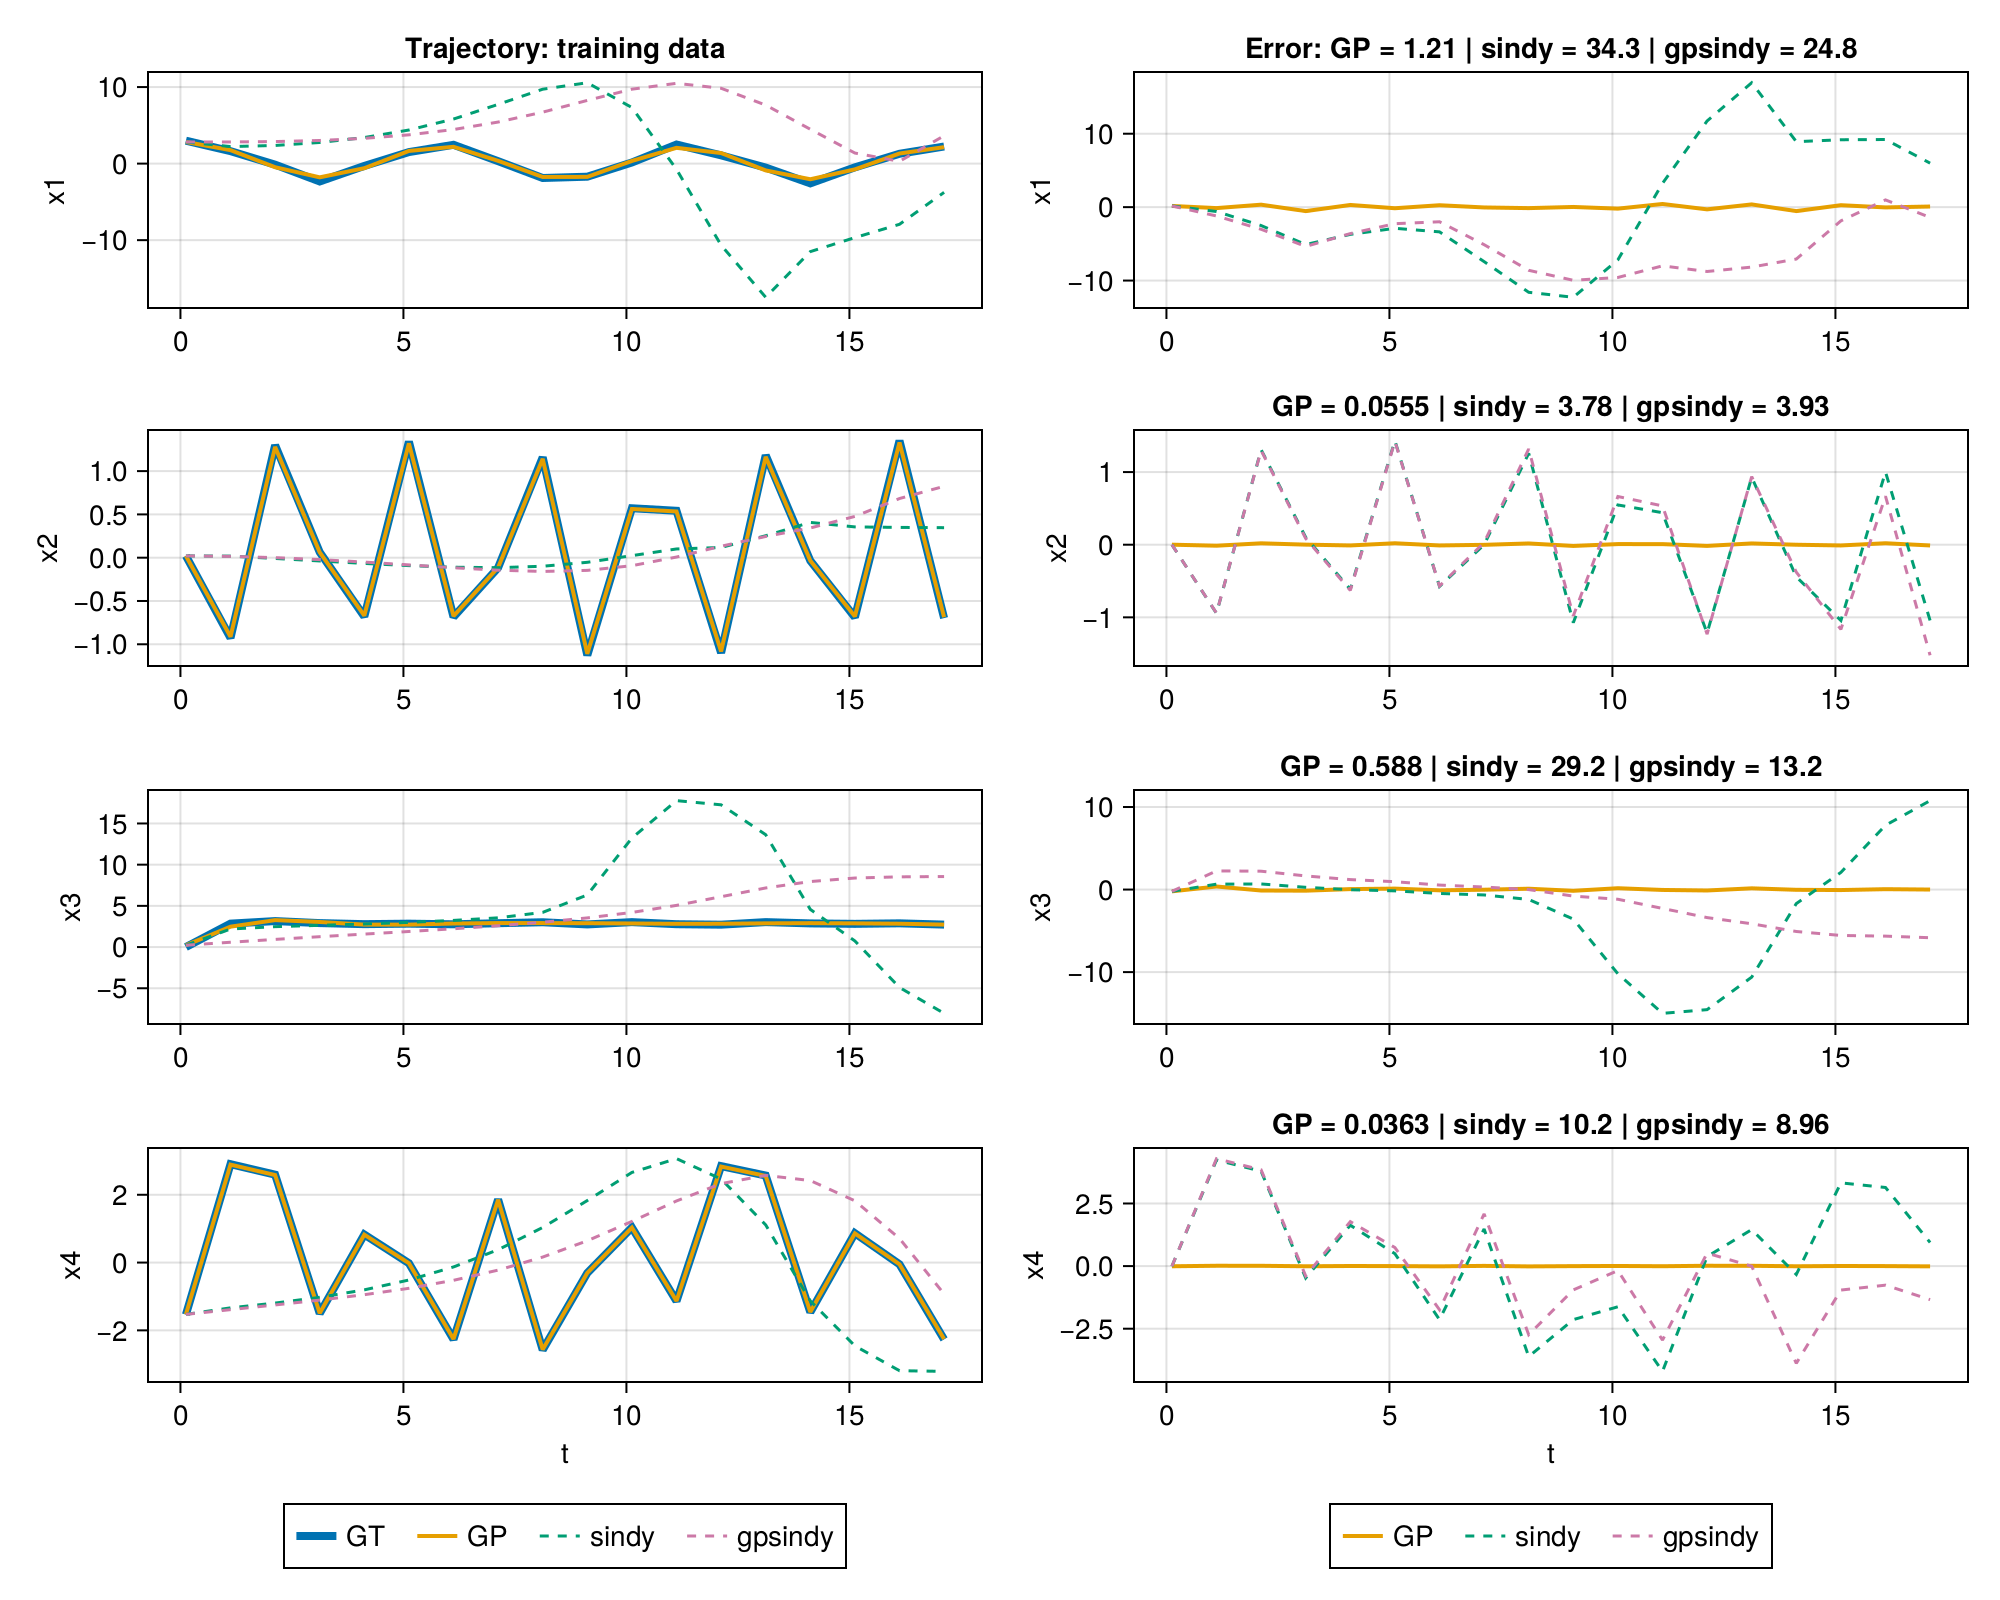 Trajectory: training data
10
0
−10
x1
0 5 10 15
Error: GP = 1.21 | sindy = 34.3 | gpsindy = 24.8
10
0
−10
x1
0 5 10 15
1.0
0.5
0.0
−0.5
−1.0
x2
0 5 10 15
GP = 0.0555 | sindy = 3.78 | gpsindy = 3.93
1
0
−1
x2
0 5 10 15
15
10
5
0
−5
x3
0 5 10 15
GP = 0.588 | sindy = 29.2 | gpsindy = 13.2
10
0
−10
x3
0 5 10 15
2
0
−2
x4
0 5 10 15
t
GP = 0.0363 | sindy = 10.2 | gpsindy = 8.96
2.5
0.0
−2.5
x4
0 5 10 15
t
GT GP sindy gpsindy
GP sindy gpsindy